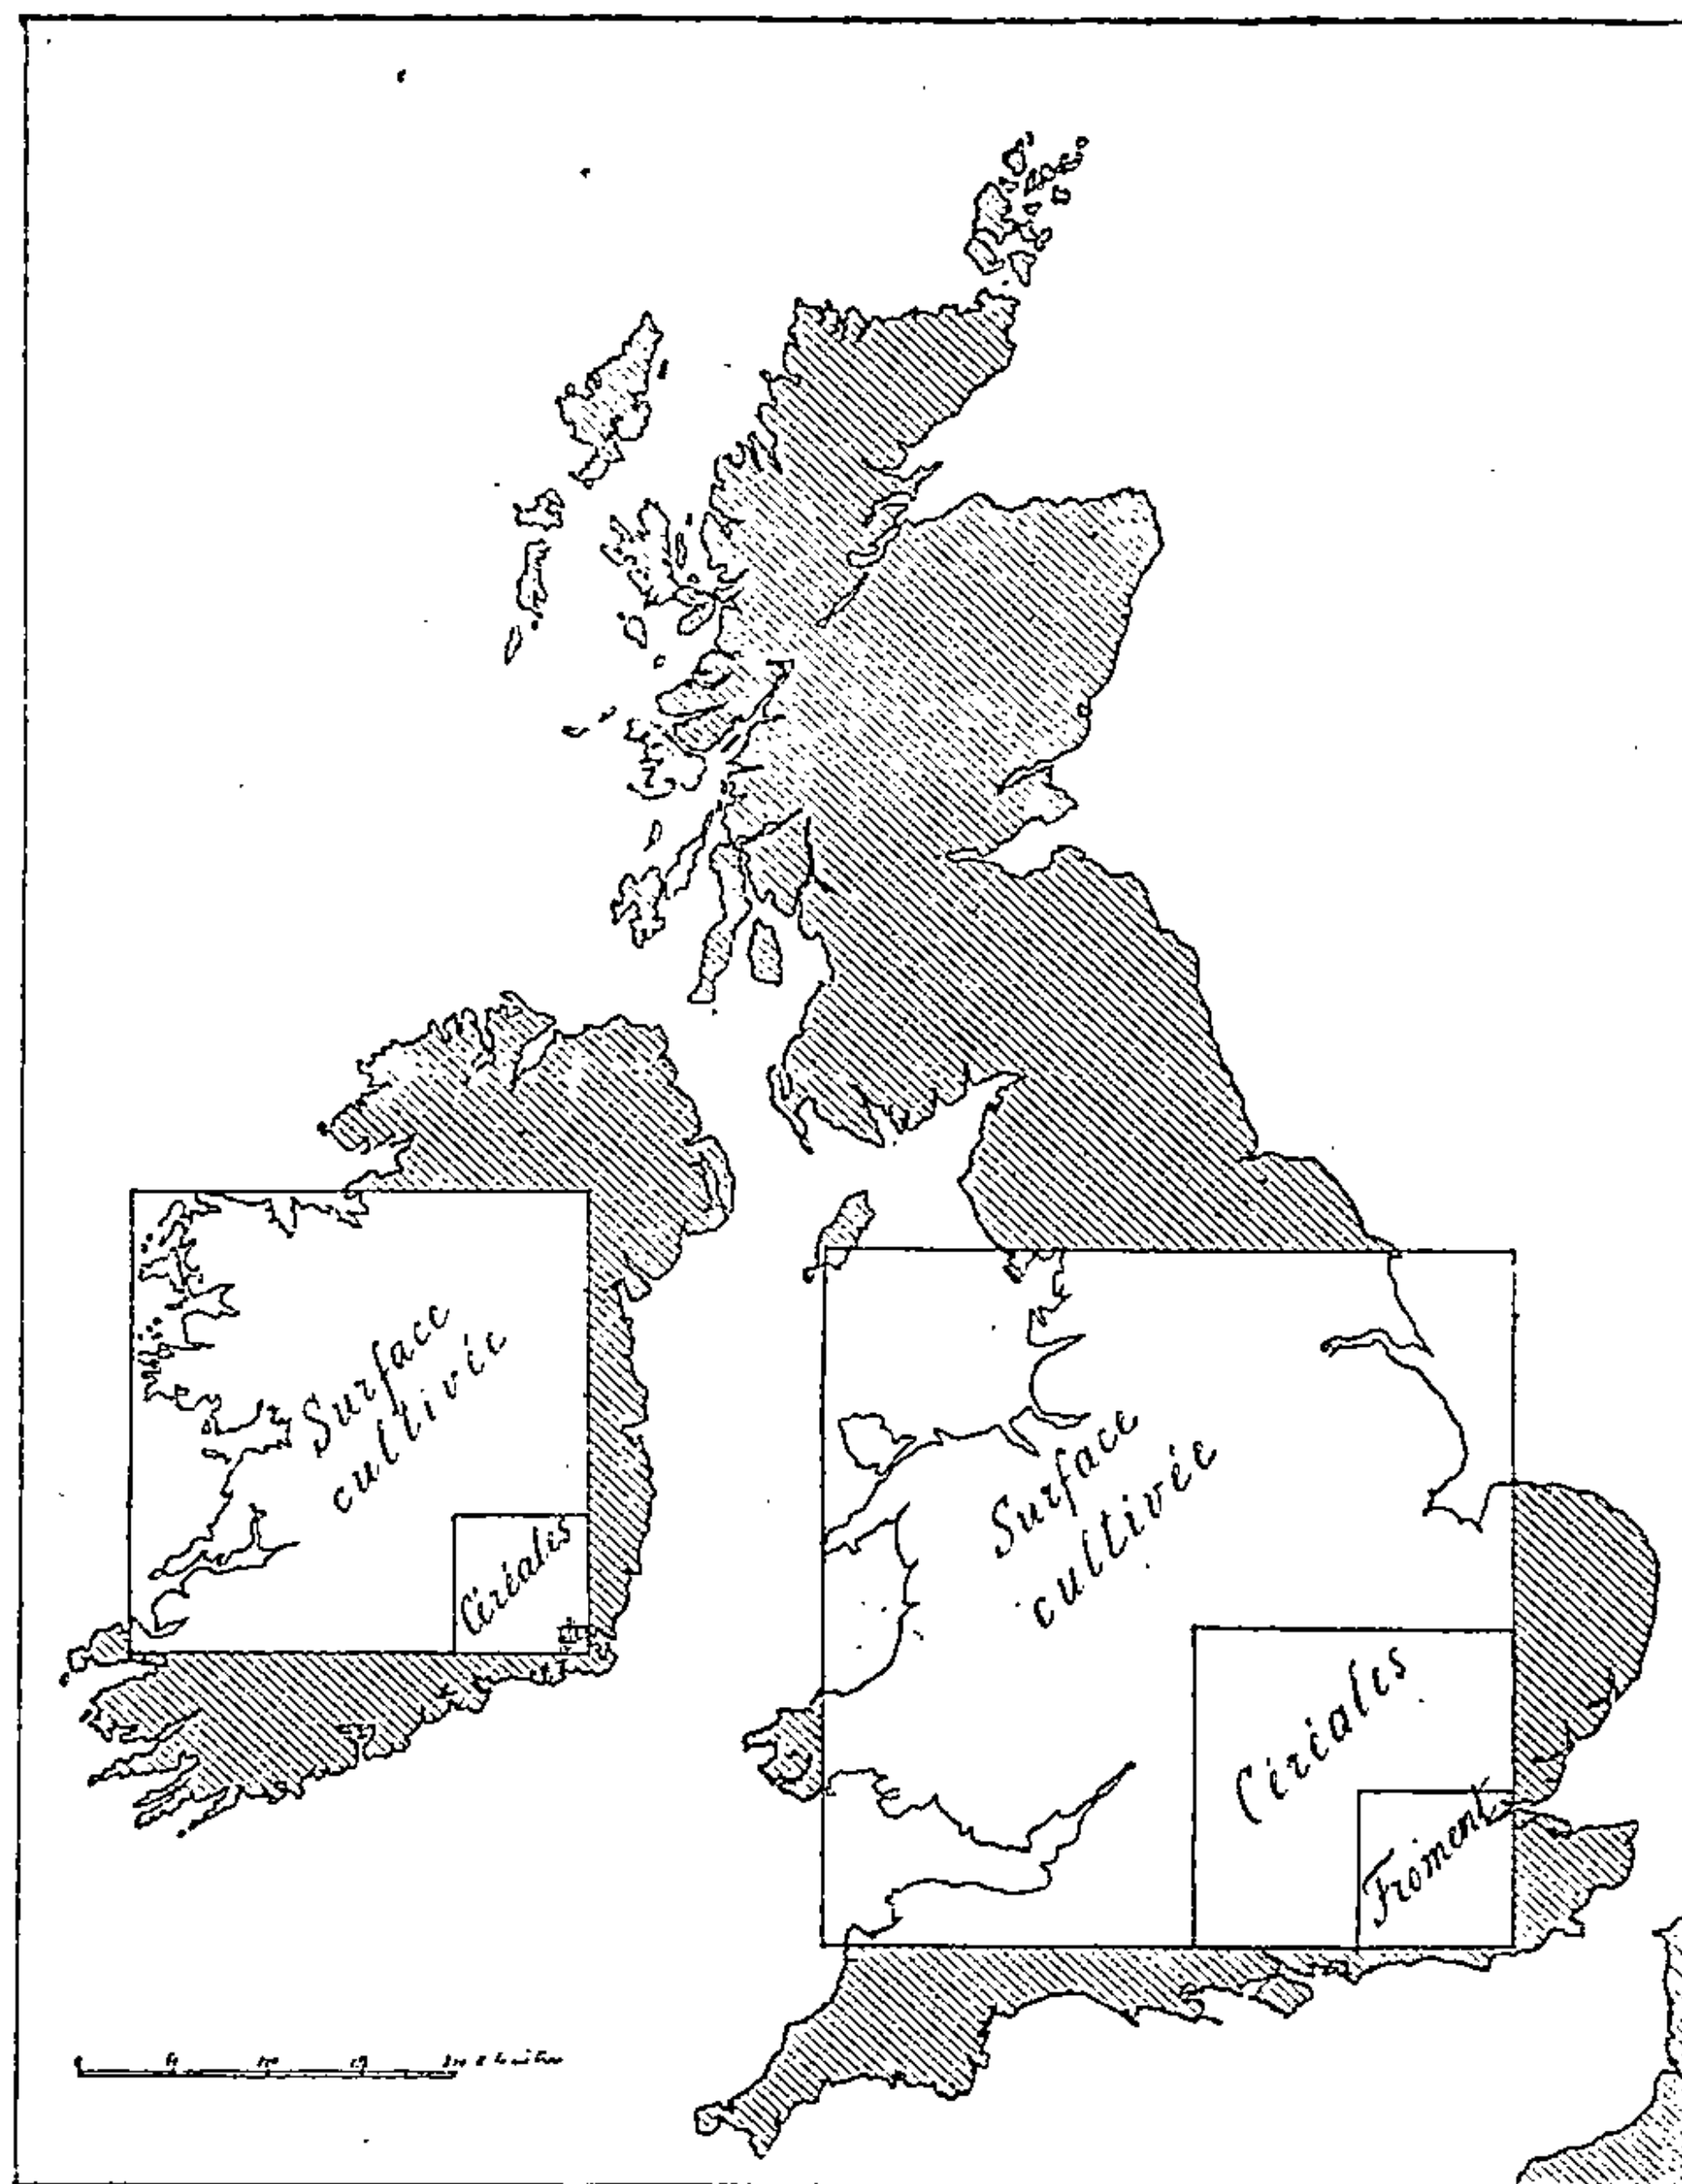 Surface
cultivée
Céréales
Surface
cultivée
Céréales
Froment